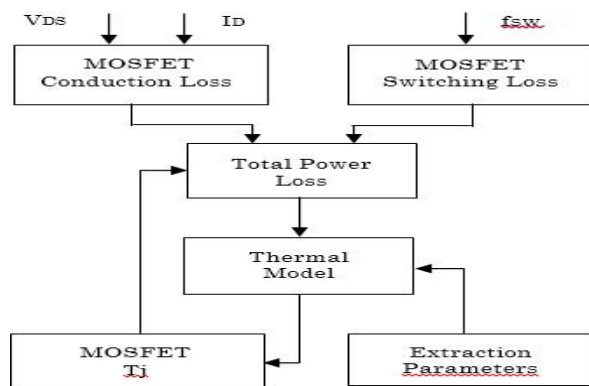 VDS ID fsw
MOSFET
Conduction Loss
MOSFET
Switching Loss
Total Power
Loss
Thermal
Model
MOSFET
Tj
Extraction
Parameters